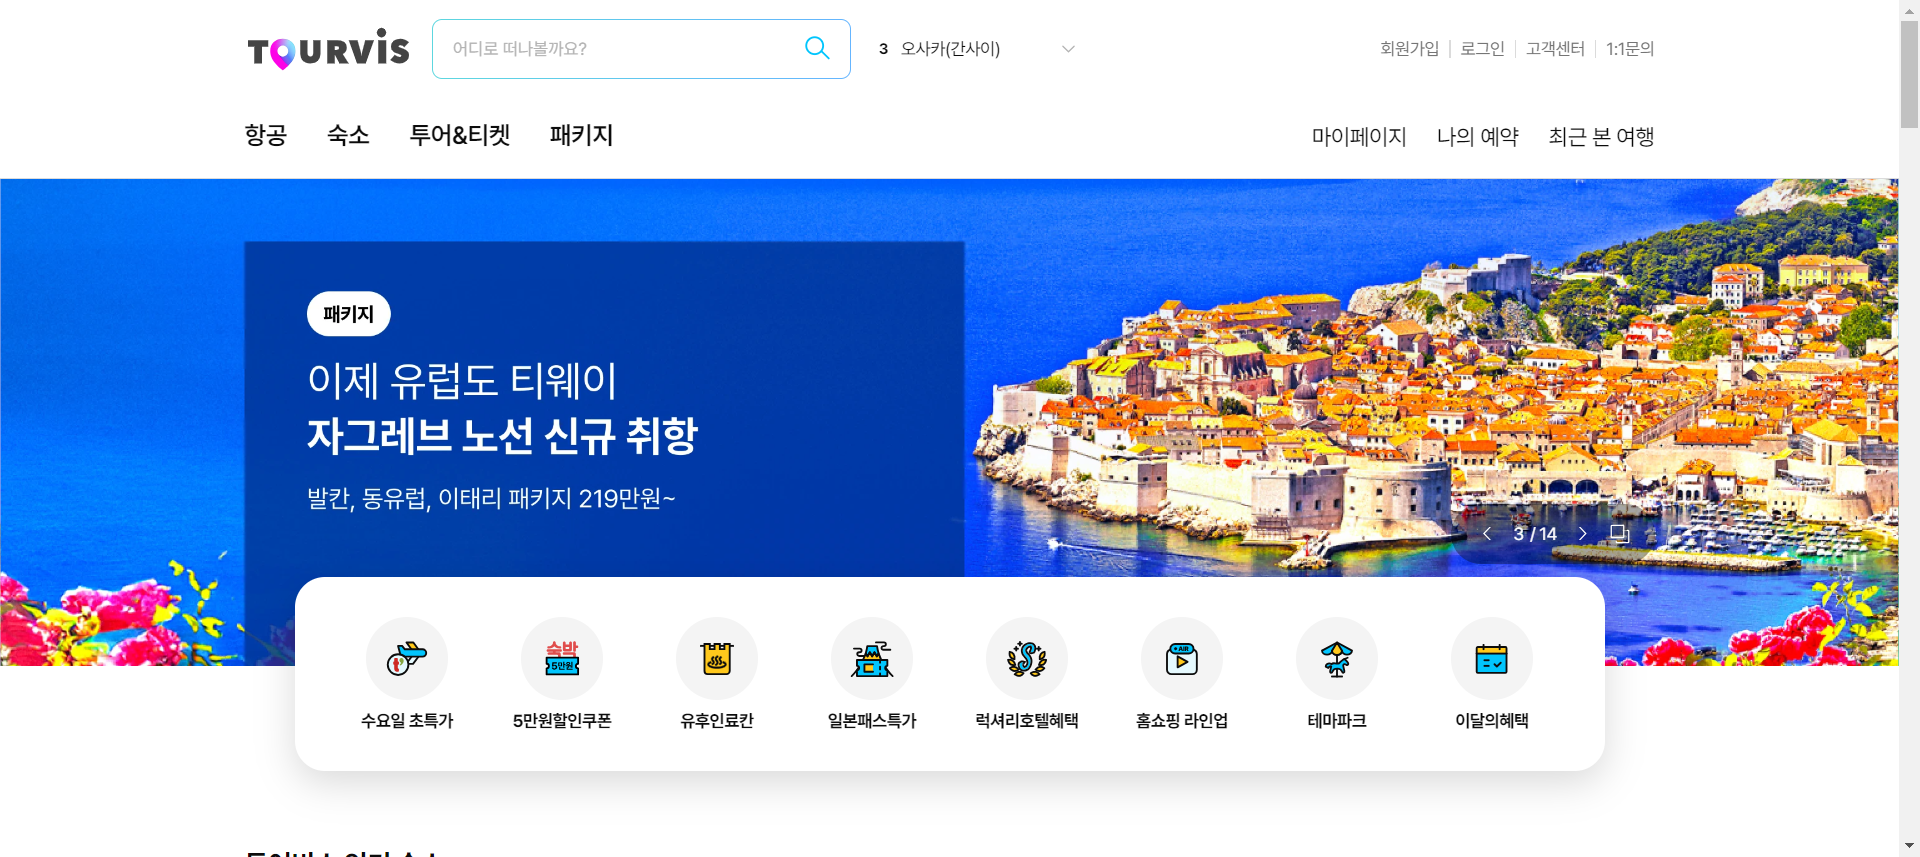 TOURVIS
어디로 떠나볼까요?
3 오사카(간사이)
회원가입
로그인
고객센터
1:1문의
항공
숙소
투어&티켓
패키지
마이페이지
나의 예약
최근 본 여행
패키지
이제 유럽도 티웨이
자그레브 노선 신규 취항
발칸, 동유럽, 이태리 패키지 219만원~
3 / 14
숙박
5만원
AIR
수요일 초특가
5만원할인쿠폰
유후인료칸
일본패스특가
럭셔리호텔혜택
홈쇼핑 라인업
테마파크
이달의혜택